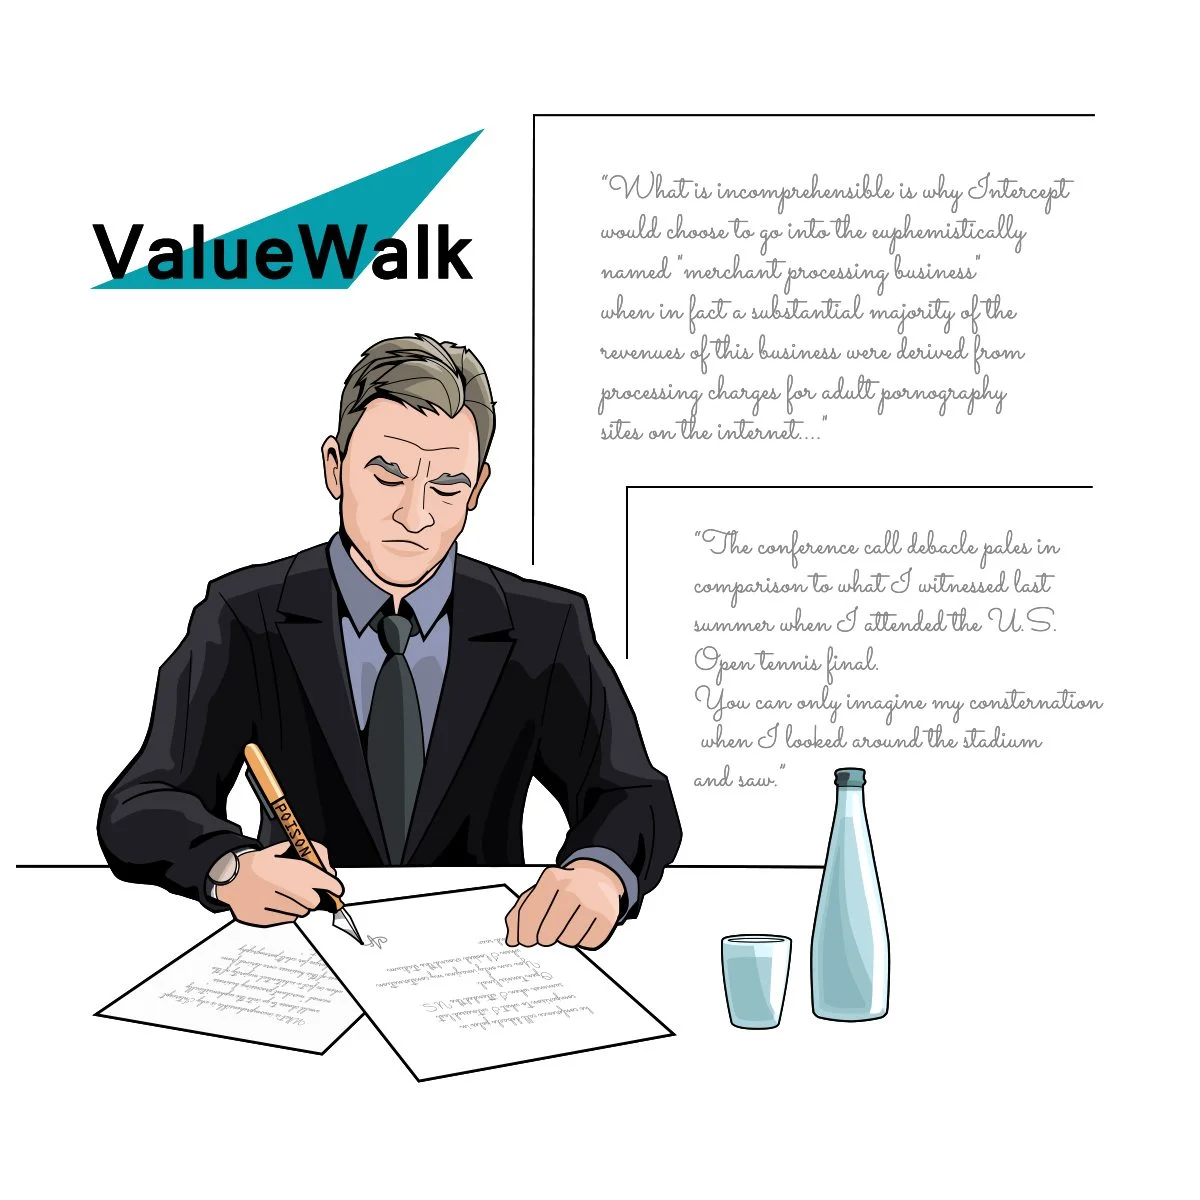 ValueWalk
"What is incomprehensible is why Intercept
would choose to go into the euphemistically
named "merchant processing business"
when in fact a substantial majority of the
revenues of this business were derived from
processing charges for adult pornography
sites on the internet...."
"The conference call debacle pales in
comparison to what I witnessed last
summer when I attended the U.S.
Open tennis final.
You can only imagine my consternation
when I looked around the stadium
and saw."
POISON